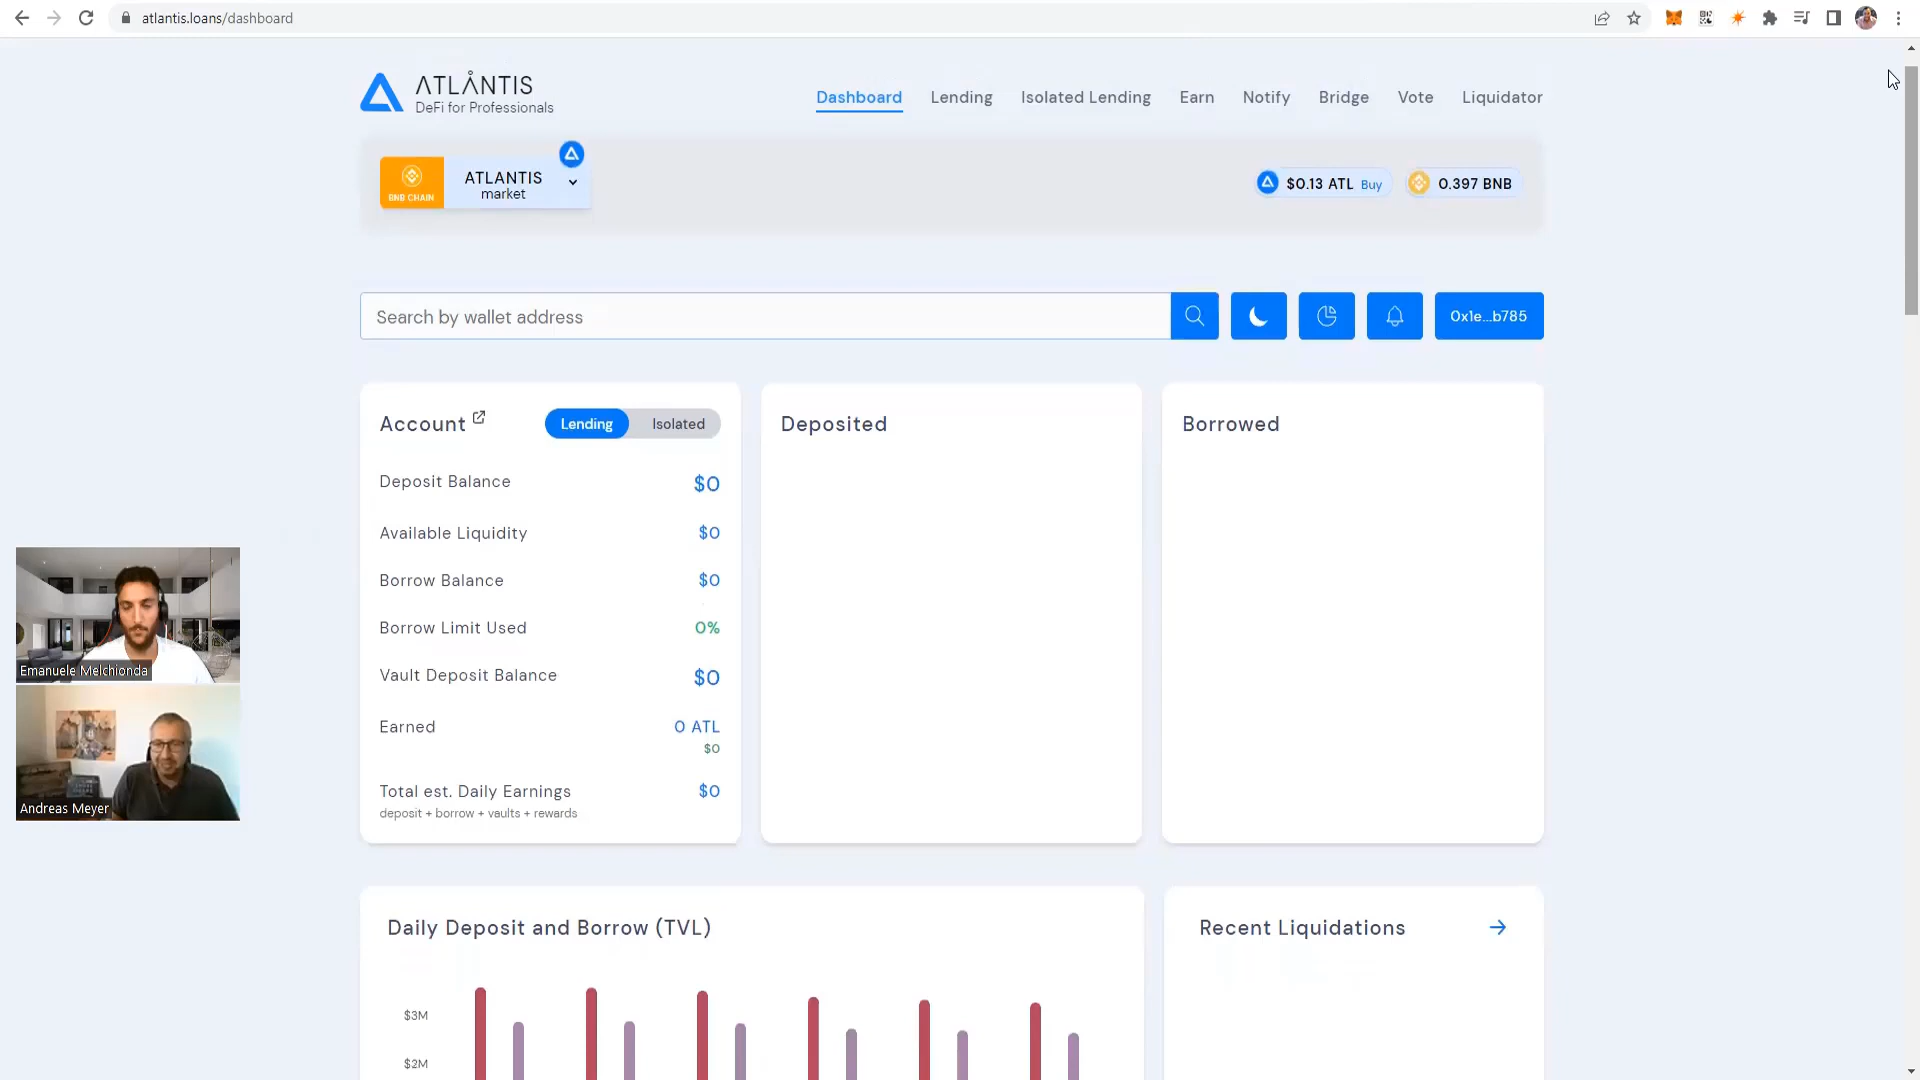 atlantis.loans/dashboard
ATLÅNTIS
DeFi for Professionals
Dashboard
Lending
Isolated Lending
Earn
Notify
Bridge
Vote
Liquidator
BNB CHAIN
ATLANTIS
market
$0.13 ATL Buy
0.397 BNB
Search by wallet address
0x1e...b785
Account
Lending
Isolated
Deposit Balance
$0
Available Liquidity
$0
Borrow Balance
$0
Borrow Limit Used
0%
Vault Deposit Balance
$0
Earned
0 ATL
$0
Total est. Daily Earnings
$0
deposit + borrow + vaults + rewards
Deposited
Borrowed
Emanuele Melchionda
Andreas Meyer
Daily Deposit and Borrow (TVL)
$3M
$2M
Recent Liquidations